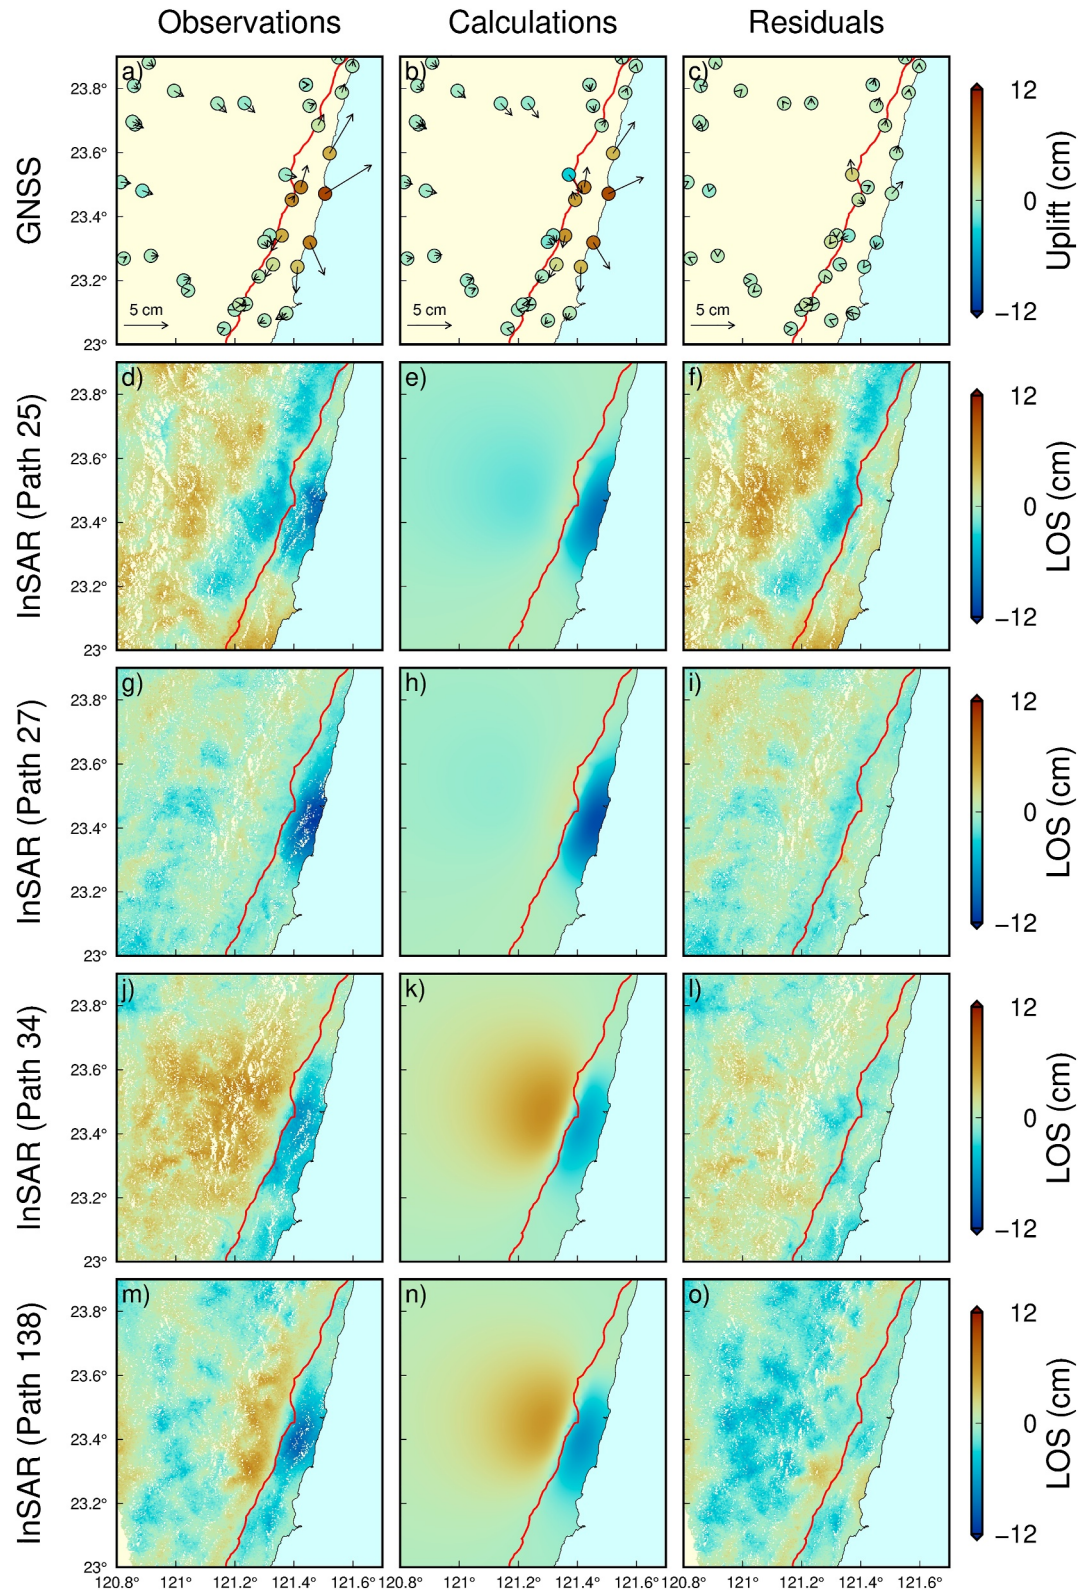 Observations Calculations Residuals
GNSS
a) b) c)
23.8°
23.6°
23.4°
23.2°
23°
5 cm 5 cm 5 cm
12
0
−12
Uplift (cm)
InSAR (Path 25)
d) e) f)
23.8°
23.6°
23.4°
23.2°
23°
12
0
−12
LOS (cm)
InSAR (Path 27)
g) h) i)
23.8°
23.6°
23.4°
23.2°
23°
12
0
−12
LOS (cm)
InSAR (Path 34)
j) k) l)
23.8°
23.6°
23.4°
23.2°
23°
12
0
−12
LOS (cm)
InSAR (Path 138)
m) n) o)
23.8°
23.6°
23.4°
23.2°
23°
12
0
−12
LOS (cm)
120.8° 121° 121.2° 121.4° 121.6° 120.8° 121° 121.2° 121.4° 121.6° 120.8° 121° 121.2° 121.4° 121.6°